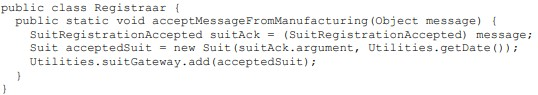 public class Registraar {
  public static void acceptMessageFromManufacturing(Object message) {
    SuitRegistrationAccepted suitAck = (SuitRegistrationAccepted) message;
    Suit acceptedSuit = new Suit(suitAck.argument, Utilities.getDate());
    Utilities.suitGateway.add(acceptedSuit);
  }
}